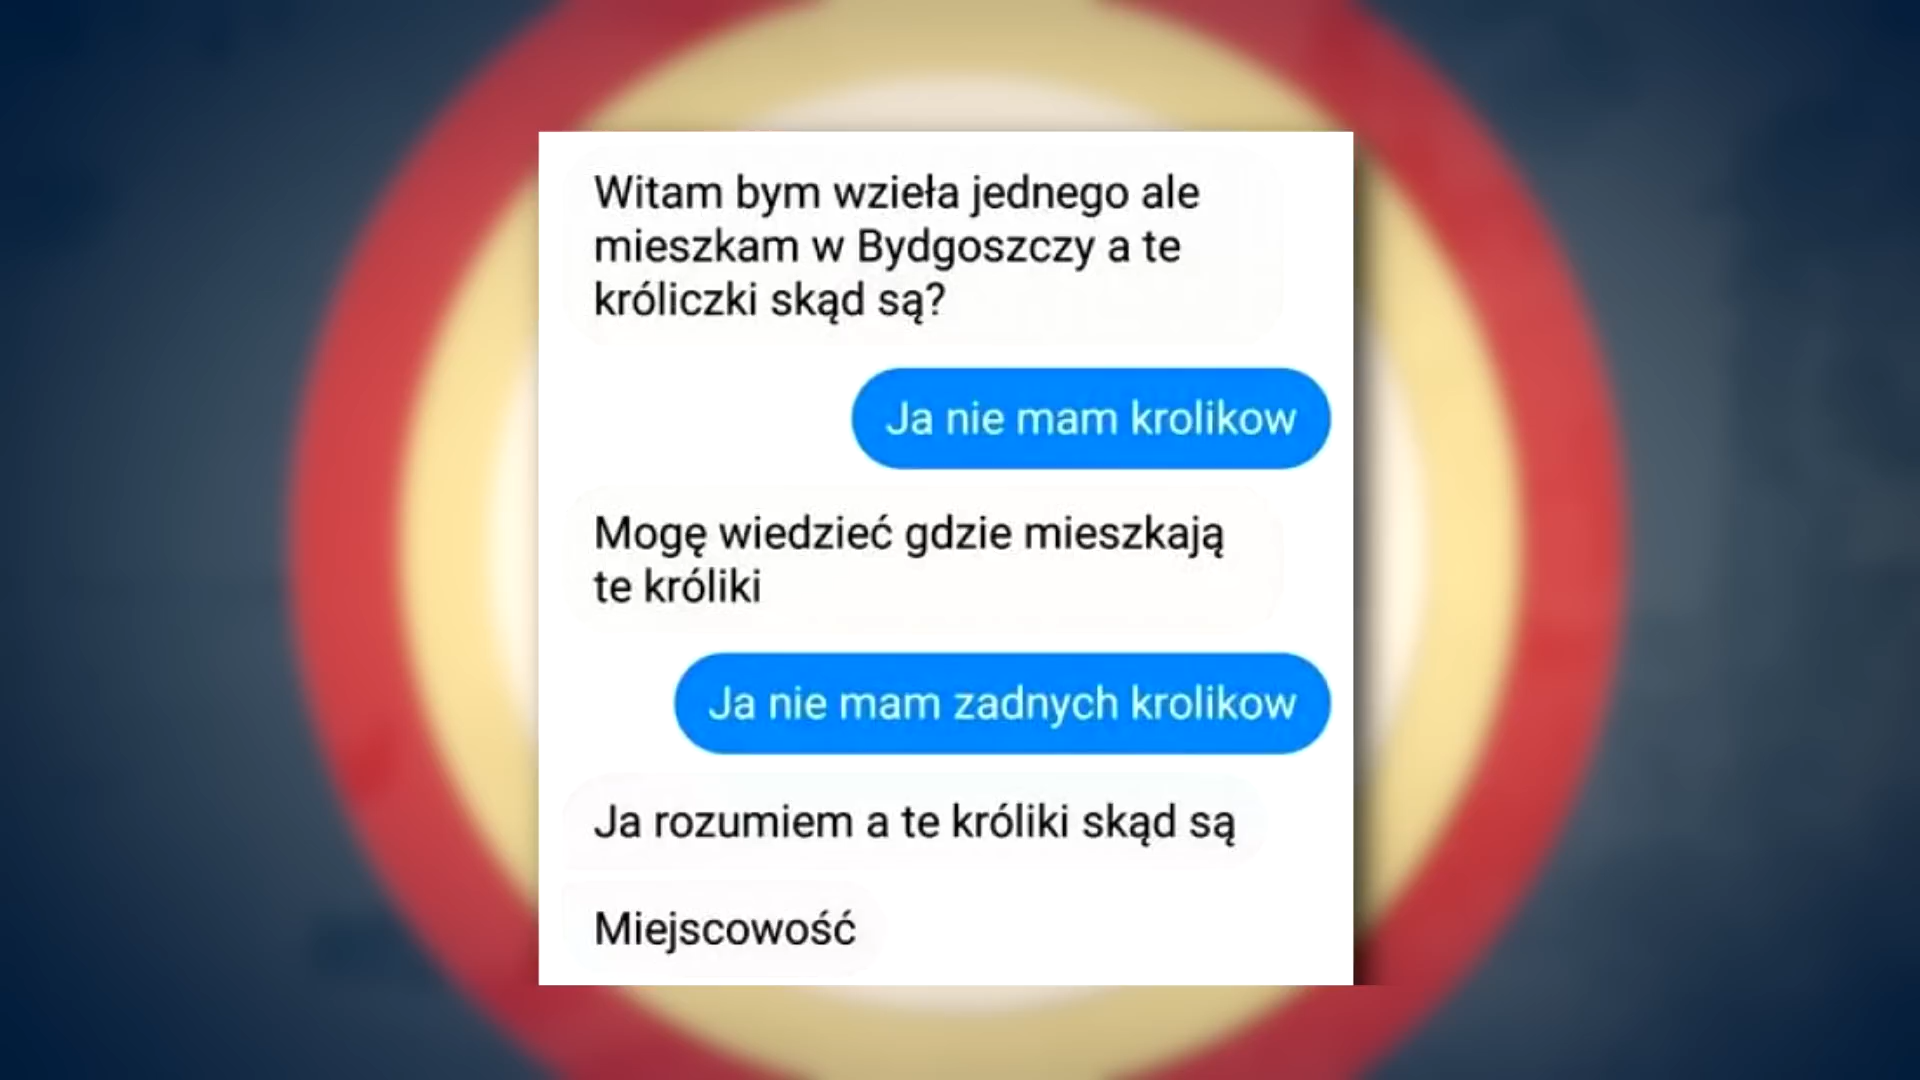 Witam bym wzieła jednego ale
mieszkam w Bydgoszczy a te
króliczki skąd są?
Ja nie mam krolikow
Mogę wiedzieć gdzie mieszkają
te króliki
Ja nie mam zadnych krolikow
Ja rozumiem a te króliki skąd są
Miejscowość